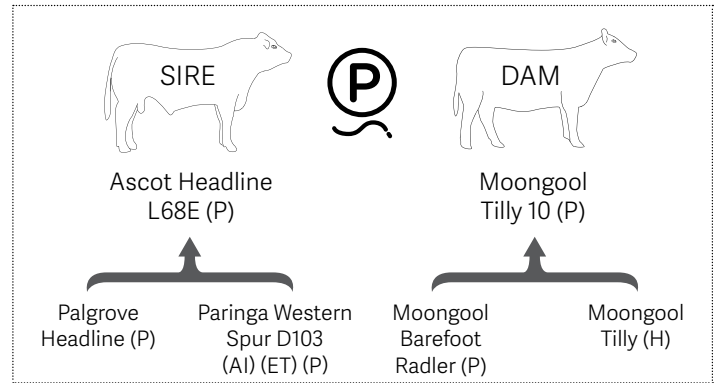 SIRE
P
DAM
Ascot Headline
L68E (P)
Moongool
Tilly 10 (P)
Palgrove
Headline (P)
Paringa Western
Spur D103
(AI) (ET) (P)
Moongool
Barefoot
Radler (P)
Moongool
Tilly (H)